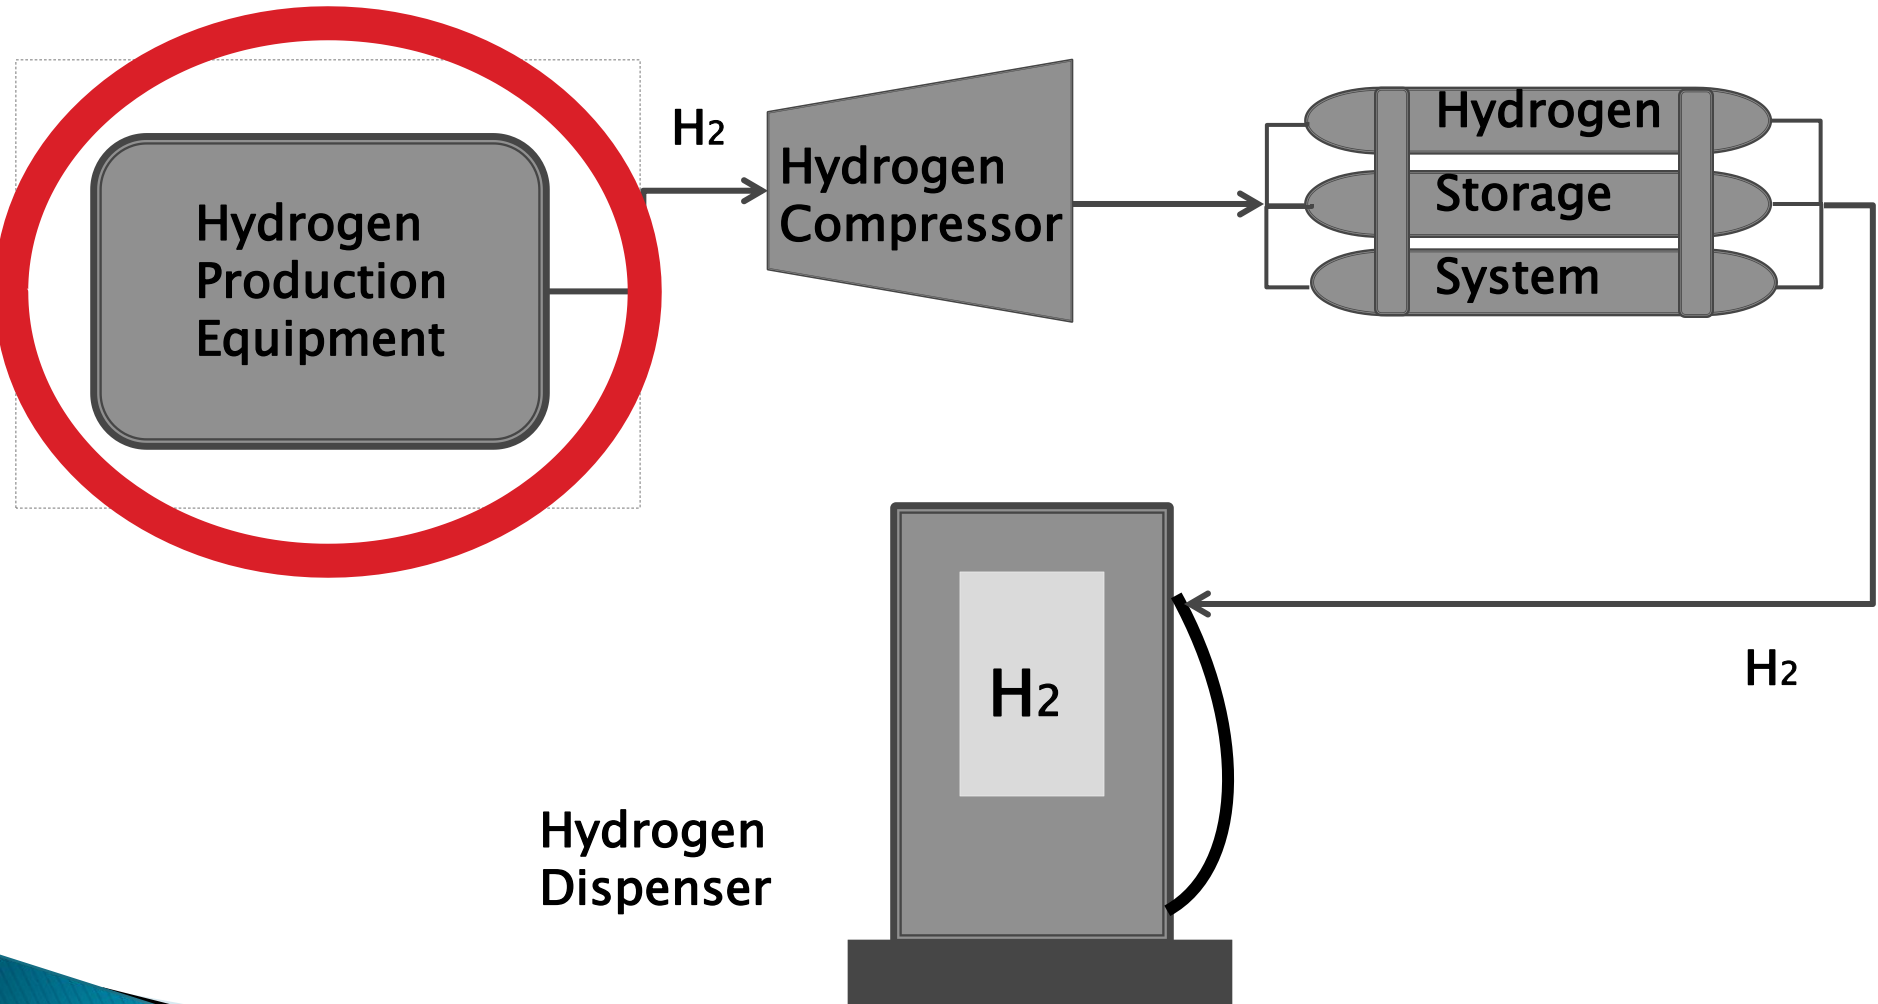 Hydrogen
Production
Equipment
H2
Hydrogen
Compressor
Hydrogen
Storage
System
H2
H2
Hydrogen
Dispenser